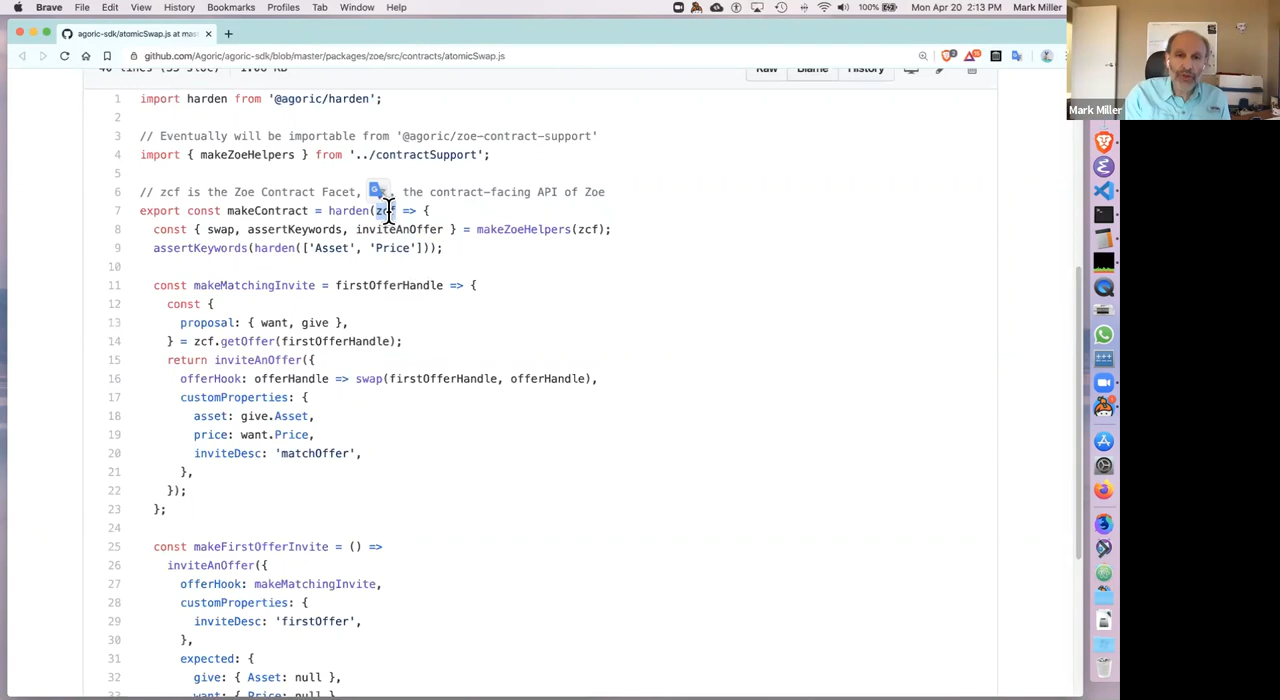 Brave File Edit View History Bookmarks Profiles Tab Window Help 100% Mon Apr 20 2:13 PM Mark Miller
agoric-sdk/atomicSwap.js at mas
github.com/Agoric/agoric-sdk/blob/master/packages/zoe/src/contracts/atomicSwap.js
Mark Miller
Raw Blame History
1 import harden from '@agoric/harden';
2
3 // Eventually will be importable from '@agoric/zoe-contract-support'
4 import { makeZoeHelpers } from '../contractSupport';
5
6 // zcf is the Zoe Contract Facet, the contract-facing API of Zoe
7 export const makeContract = harden(zcf => {
8 const { swap, assertKeywords, inviteAnOffer } = makeZoeHelpers(zcf);
9 assertKeywords(harden(['Asset', 'Price']));
10
11 const makeMatchingInvite = firstOfferHandle => {
12 const {
13 proposal: { want, give },
14 } = zcf.getOffer(firstOfferHandle);
15 return inviteAnOffer({
16 offerHook: offerHandle => swap(firstOfferHandle, offerHandle),
17 customProperties: {
18 asset: give.Asset,
19 price: want.Price,
20 inviteDesc: 'matchOffer',
21 },
22 });
23 };
24
25 const makeFirstOfferInvite = () =>
26 inviteAnOffer({
27 offerHook: makeMatchingInvite,
28 customProperties: {
29 inviteDesc: 'firstOffer',
30 },
31 expected: {
32 give: { Asset: null },
33 want: { Price: null }